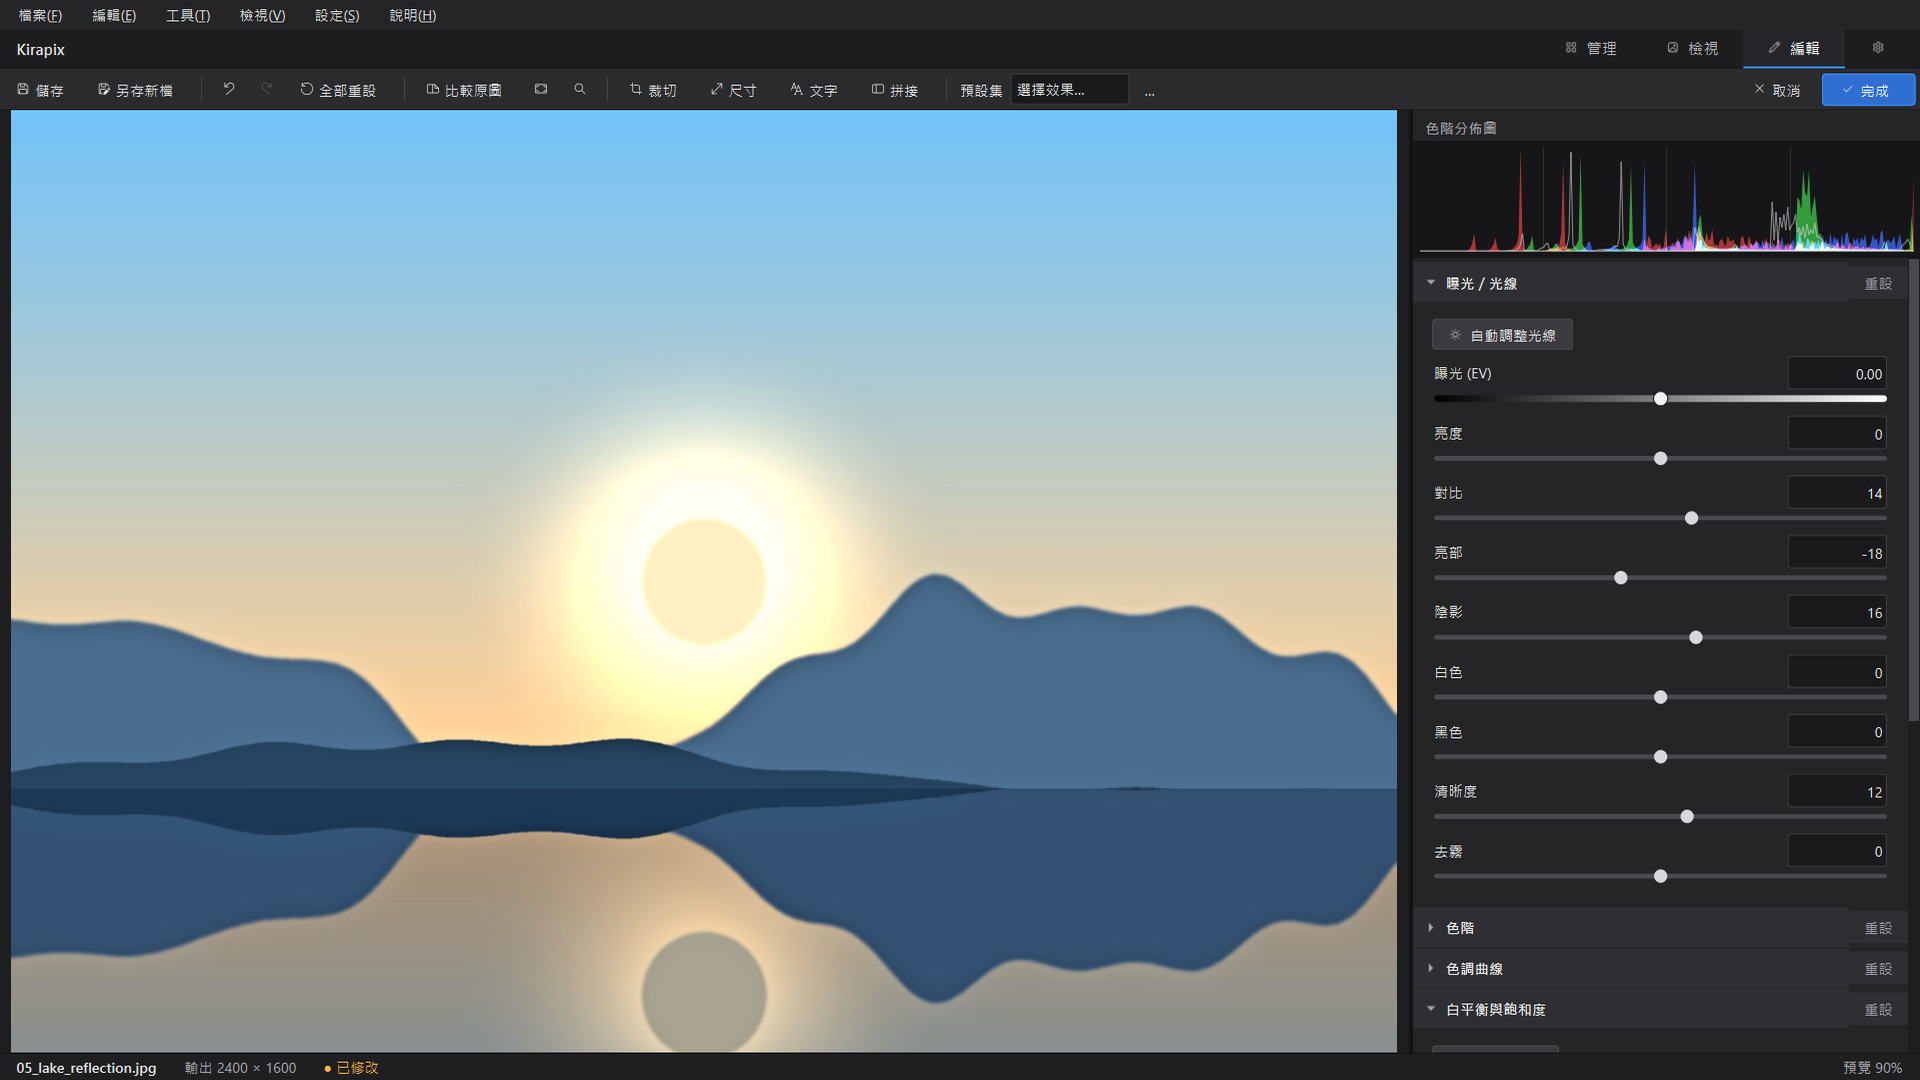 檔案(F) 編輯(E) 工具(T) 檢視(V) 設定(S) 說明(H)
Kirapix 管理 檢視 編輯
儲存 另存新檔 全部重設 比較原圖 裁切 尺寸 文字 拼接 預設集 選擇效果... ... 取消 完成
色階分佈圖
曝光 / 光線 重設
自動調整光線
曝光 (EV) 0.00
亮度 0
對比 14
亮部 -18
陰影 16
白色 0
黑色 0
清晰度 12
去霧 0
色階 重設
色調曲線 重設
白平衡與飽和度 重設
05_lake_reflection.jpg 輸出 2400 × 1600 ● 已修改 預覽 90%